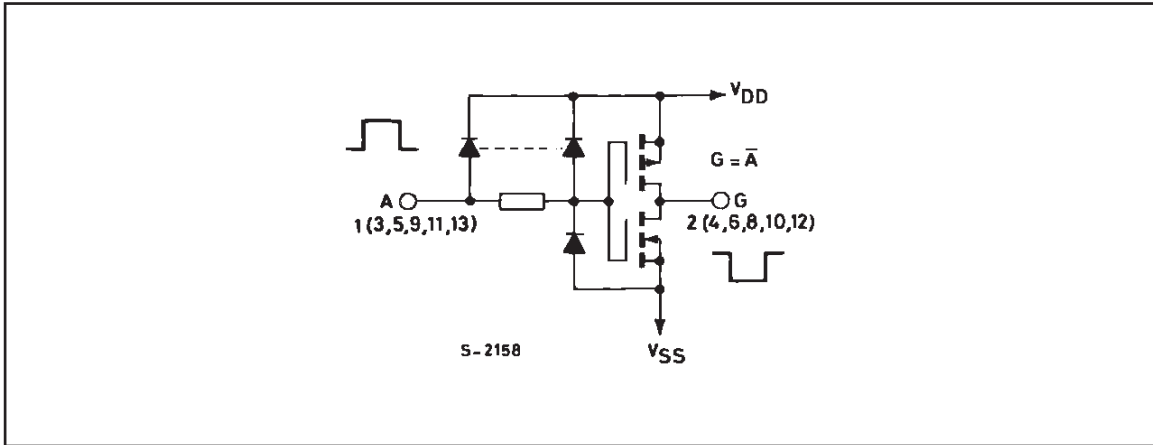 VDD
G = A̅
A
G
1 (3,5,9,11,13)
2 (4,6,8,10,12)
S-2158
VSS